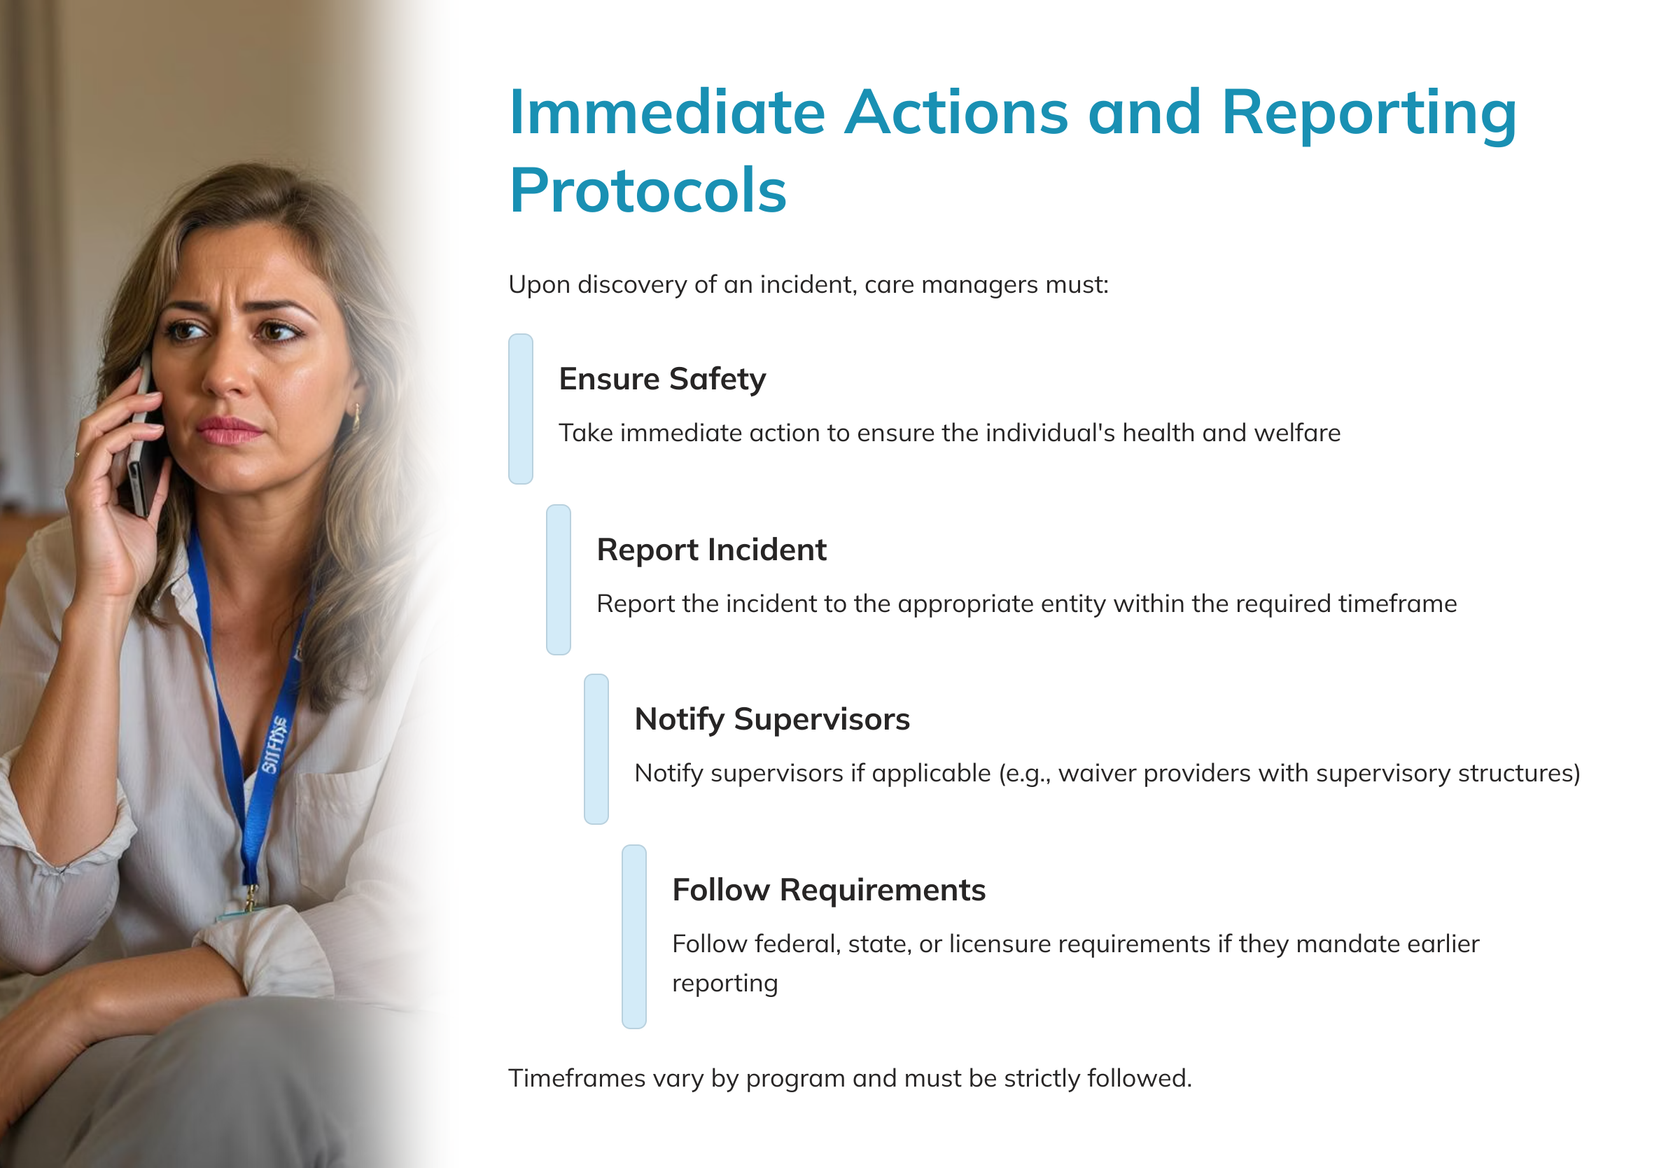 Immediate Actions and Reporting
Protocols
Upon discovery of an incident, care managers must:
Ensure Safety
Take immediate action to ensure the individual's health and welfare
Report Incident
Report the incident to the appropriate entity within the required timeframe
Notify Supervisors
Notify supervisors if applicable (e.g., waiver providers with supervisory structures)
Follow Requirements
Follow federal, state, or licensure requirements if they mandate earlier
reporting
Timeframes vary by program and must be strictly followed.